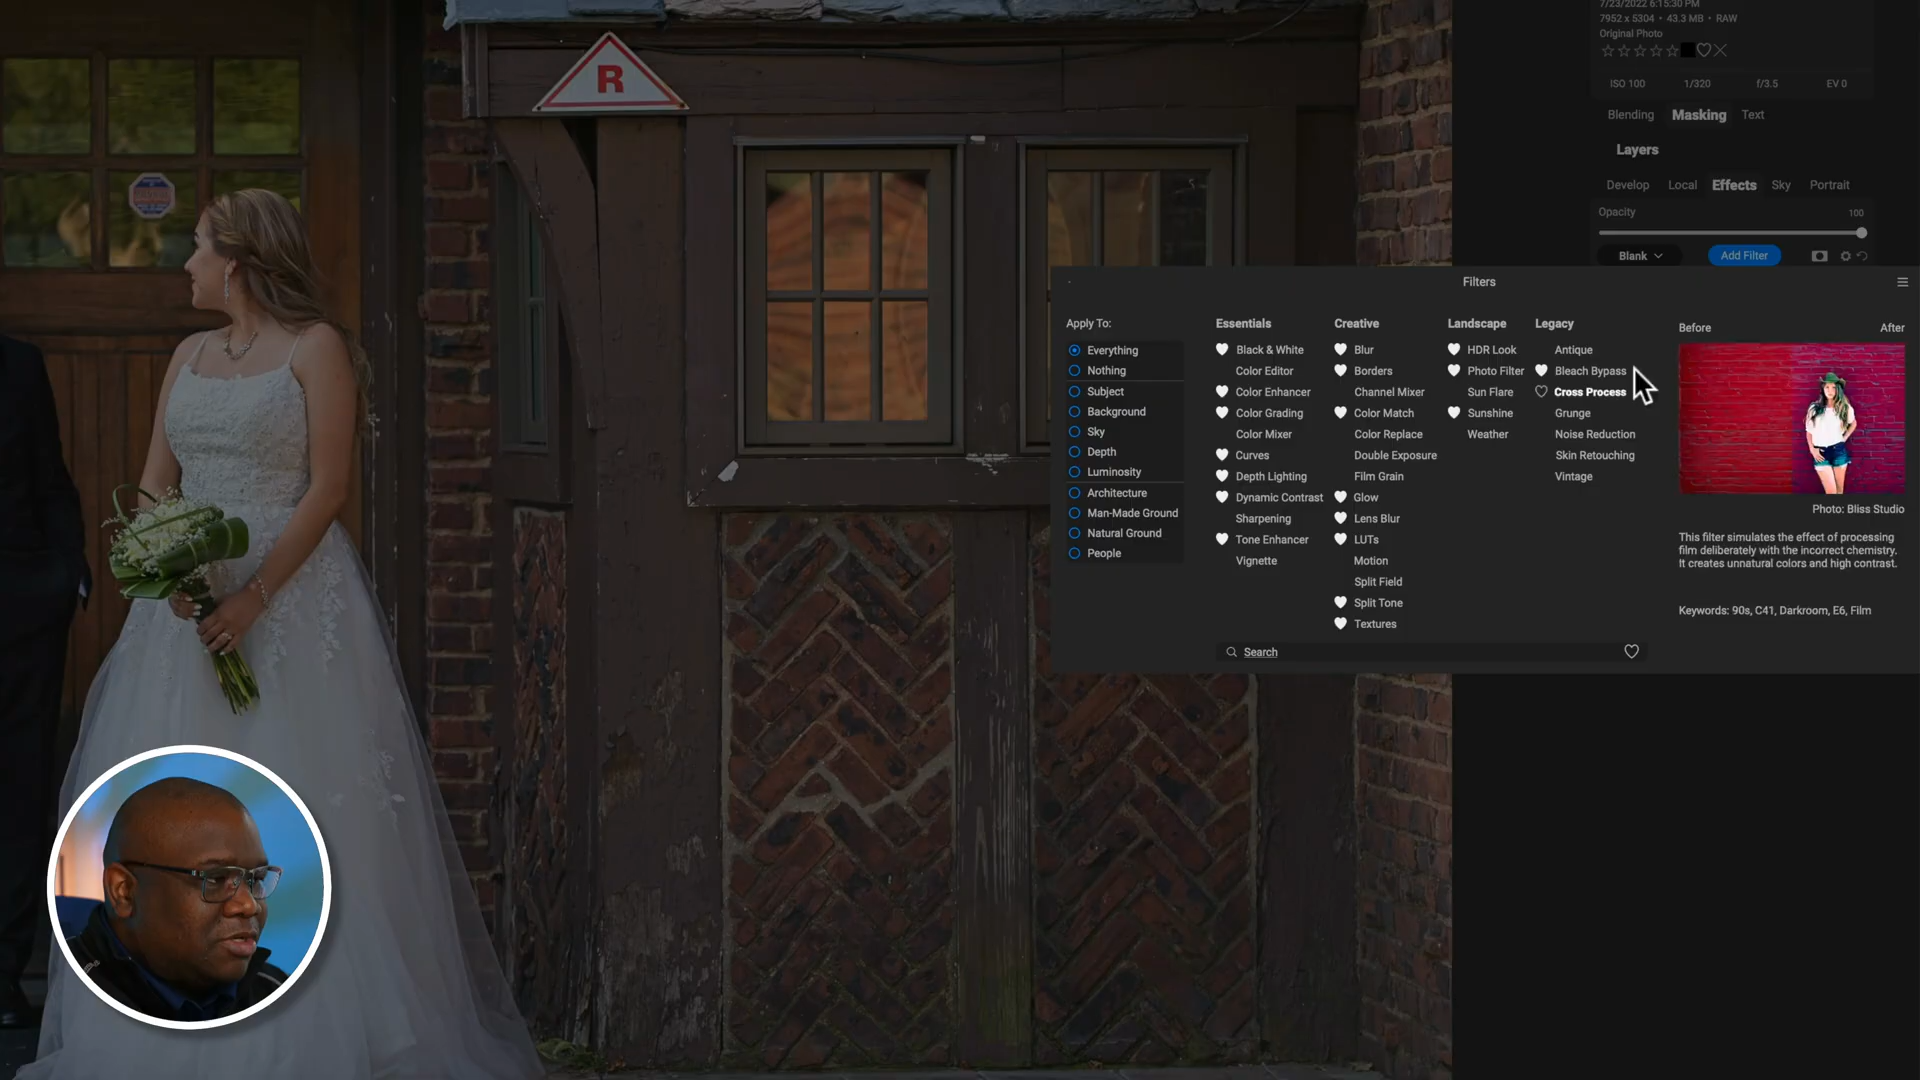 R
7/23/2022 6:15:30 PM
7952 x 5304 • 43.3 MB • RAW
Original Photo
ISO 100 1/320 f/3.5 EV 0
Blending Masking Text
Layers
Develop Local Effects Sky Portrait
Opacity 100
Blank Add Filter
Filters
Apply To:
Everything
Nothing
Subject
Background
Sky
Depth
Luminosity
Architecture
Man-Made Ground
Natural Ground
People
Essentials
Black & White
Color Editor
Color Enhancer
Color Grading
Color Mixer
Curves
Depth Lighting
Dynamic Contrast
Sharpening
Tone Enhancer
Vignette
Creative
Blur
Borders
Channel Mixer
Color Match
Color Replace
Double Exposure
Film Grain
Glow
Lens Blur
LUTs
Motion
Split Field
Split Tone
Textures
Landscape
HDR Look
Photo Filter
Sun Flare
Sunshine
Weather
Legacy
Antique
Bleach Bypass
Cross Process
Grunge
Noise Reduction
Skin Retouching
Vintage
Search
Before After
Photo: Bliss Studio
This filter simulates the effect of processing
film deliberately with the incorrect chemistry.
It creates unnatural colors and high contrast.
Keywords: 90s, C41, Darkroom, E6, Film